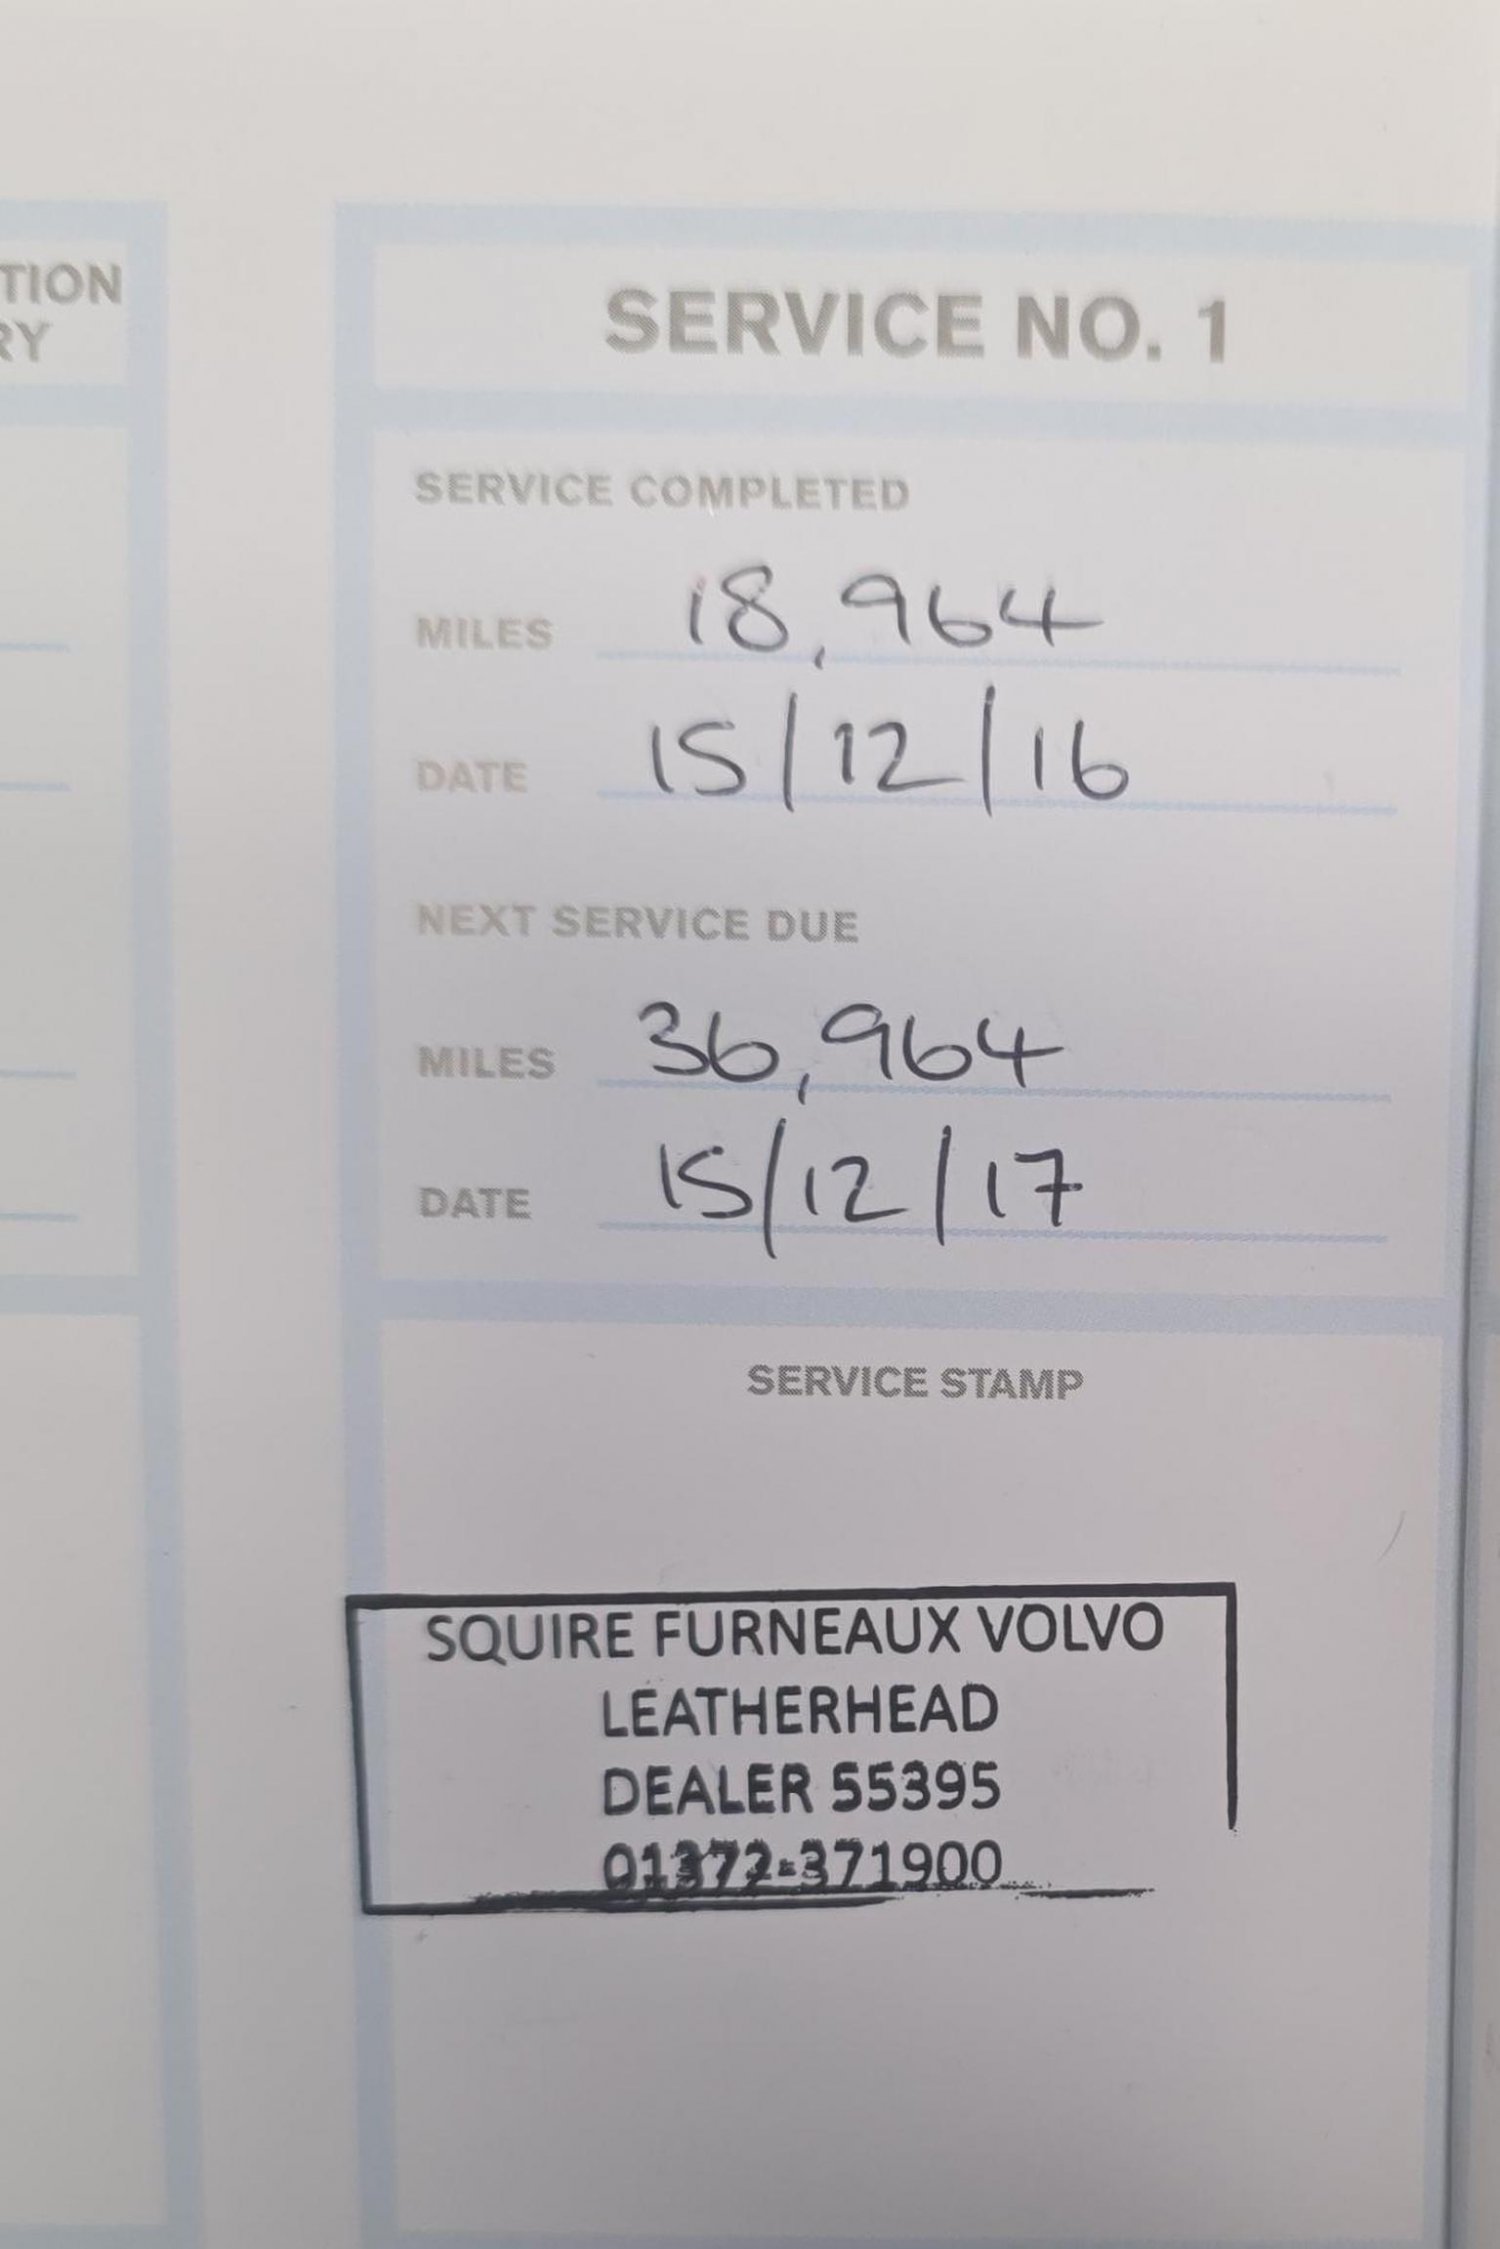 TION
RY
SERVICE NO. 1
SERVICE COMPLETED
MILES 18,964
DATE 15/12/16
NEXT SERVICE DUE
MILES 36,964
DATE 15/12/17
SERVICE STAMP
SQUIRE FURNEAUX VOLVO
LEATHERHEAD
DEALER 55395
01372-371900